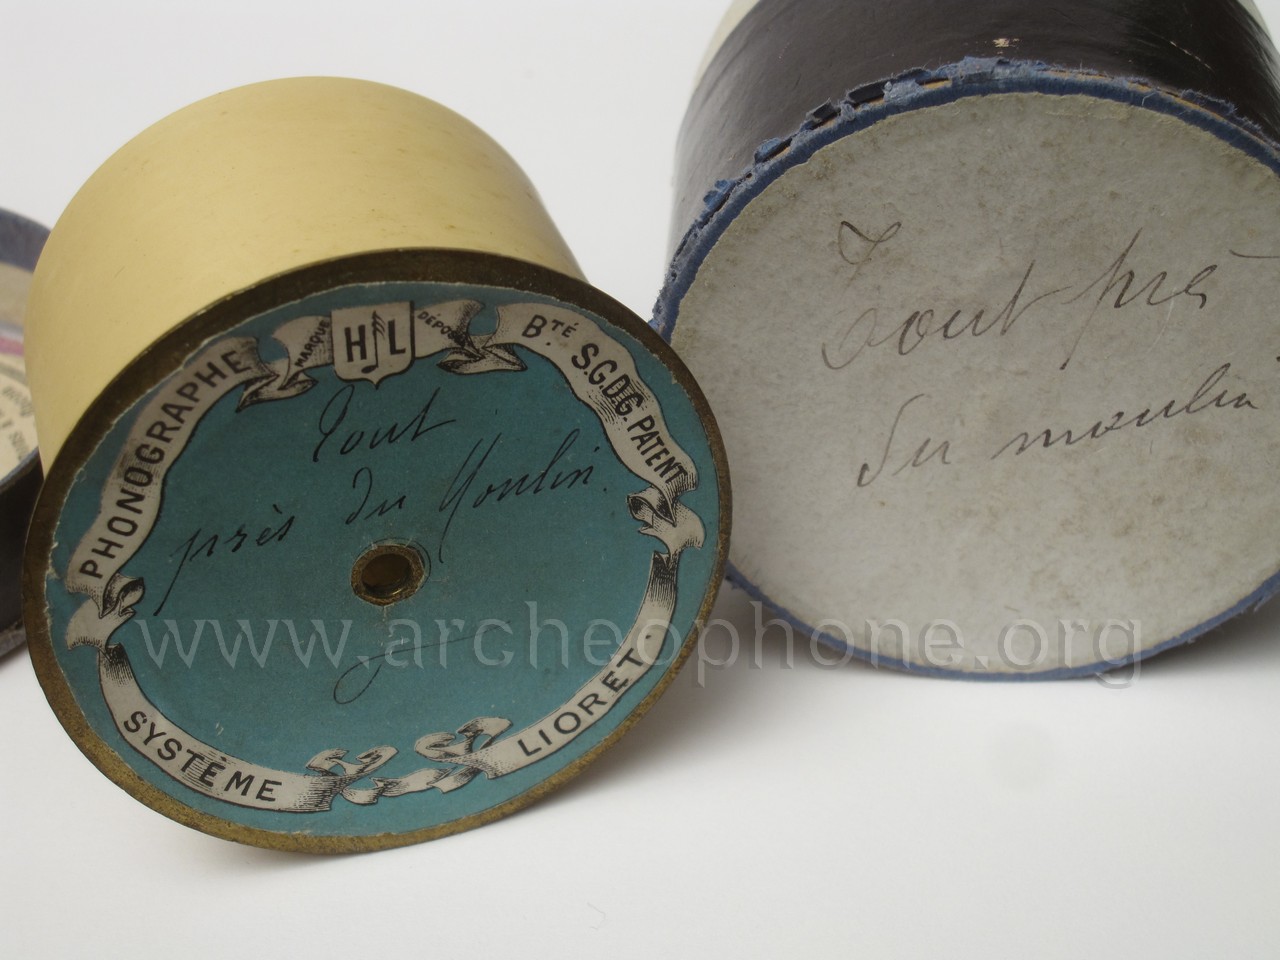 PHONOGRAPHE
MARQUE
HL
DÉPOSÉE
Bté S.G.D.G. PATENT
Tout
près du Moulin.
SYSTÈME
LIORET.
Tout près
du moulin
www.archeophone.org